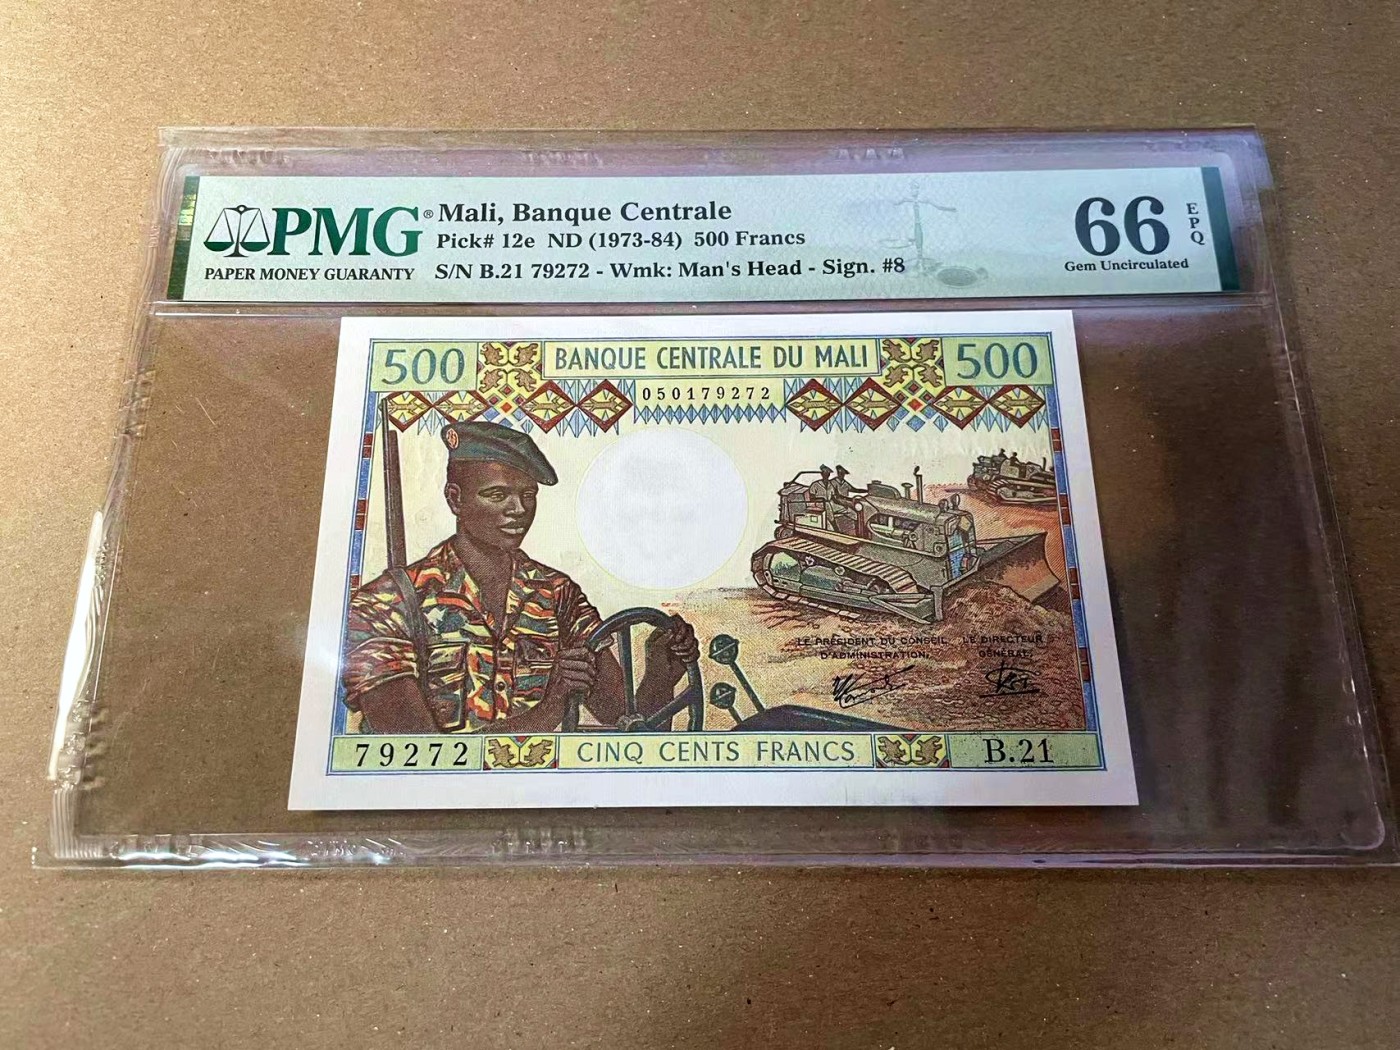 PMG® Mali, Banque Centrale
Pick# 12e ND (1973-84) 500 Francs
PAPER MONEY GUARANTY S/N B.21 79272 - Wmk: Man's Head - Sign. #8
66 EPQ
Gem Uncirculated
500 BANQUE CENTRALE DU MALI 500
050179272
LE PRÉSIDENT DU CONSEIL LE DIRECTEUR
D'ADMINISTRATION, GÉNÉRAL,
79272 CINQ CENTS FRANCS B.21